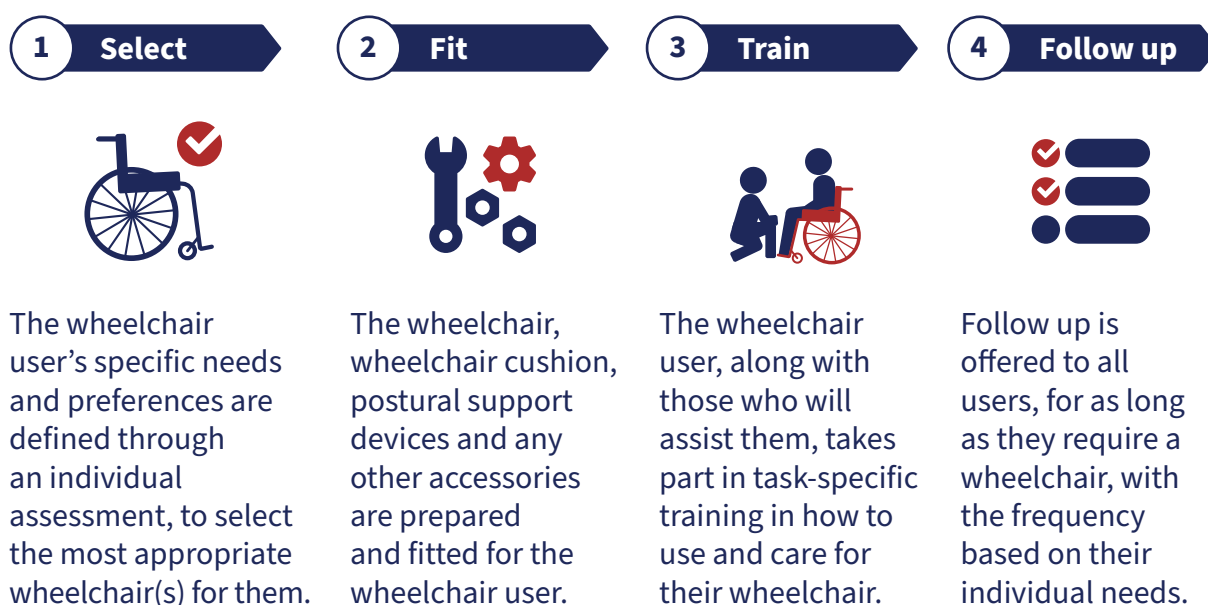 1 Select
The wheelchair
user’s specific needs
and preferences are
defined through
an individual
assessment, to select
the most appropriate
wheelchair(s) for them.
2 Fit
The wheelchair,
wheelchair cushion,
postural support
devices and any
other accessories
are prepared
and fitted for the
wheelchair user.
3 Train
The wheelchair
user, along with
those who will
assist them, takes
part in task-specific
training in how to
use and care for
their wheelchair.
4 Follow up
Follow up is
offered to all
users, for as long
as they require a
wheelchair, with
the frequency
based on their
individual needs.